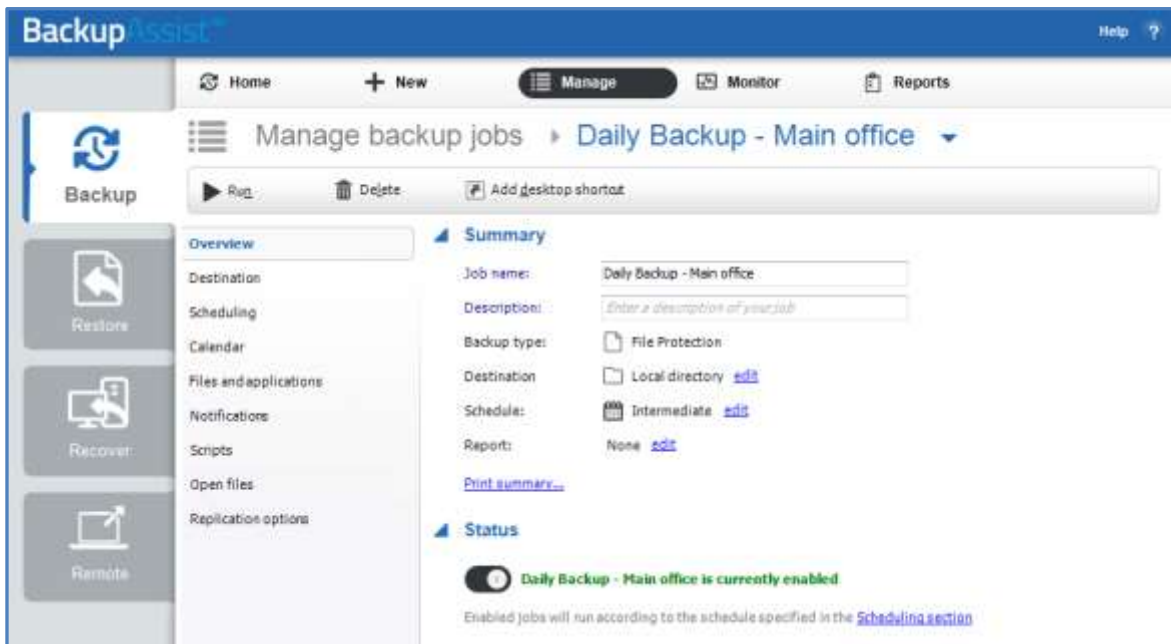 BackupAssist™
Help ?
Home New Manage Monitor Reports
Manage backup jobs Daily Backup - Main office
Backup
Run Delete Add desktop shortcut
Overview
Destination
Scheduling
Calendar
Files and applications
Notifications
Scripts
Open files
Replication options
Restore
Recover
Remote
Summary
Job name: Daily Backup - Main office
Description: Enter a description of your job
Backup type: File Protection
Destination Local directory edit
Schedule: Intermediate edit
Report: None edit
Print summary...
Status
Daily Backup - Main office is currently enabled
Enabled jobs will run according to the schedule specified in the Scheduling section